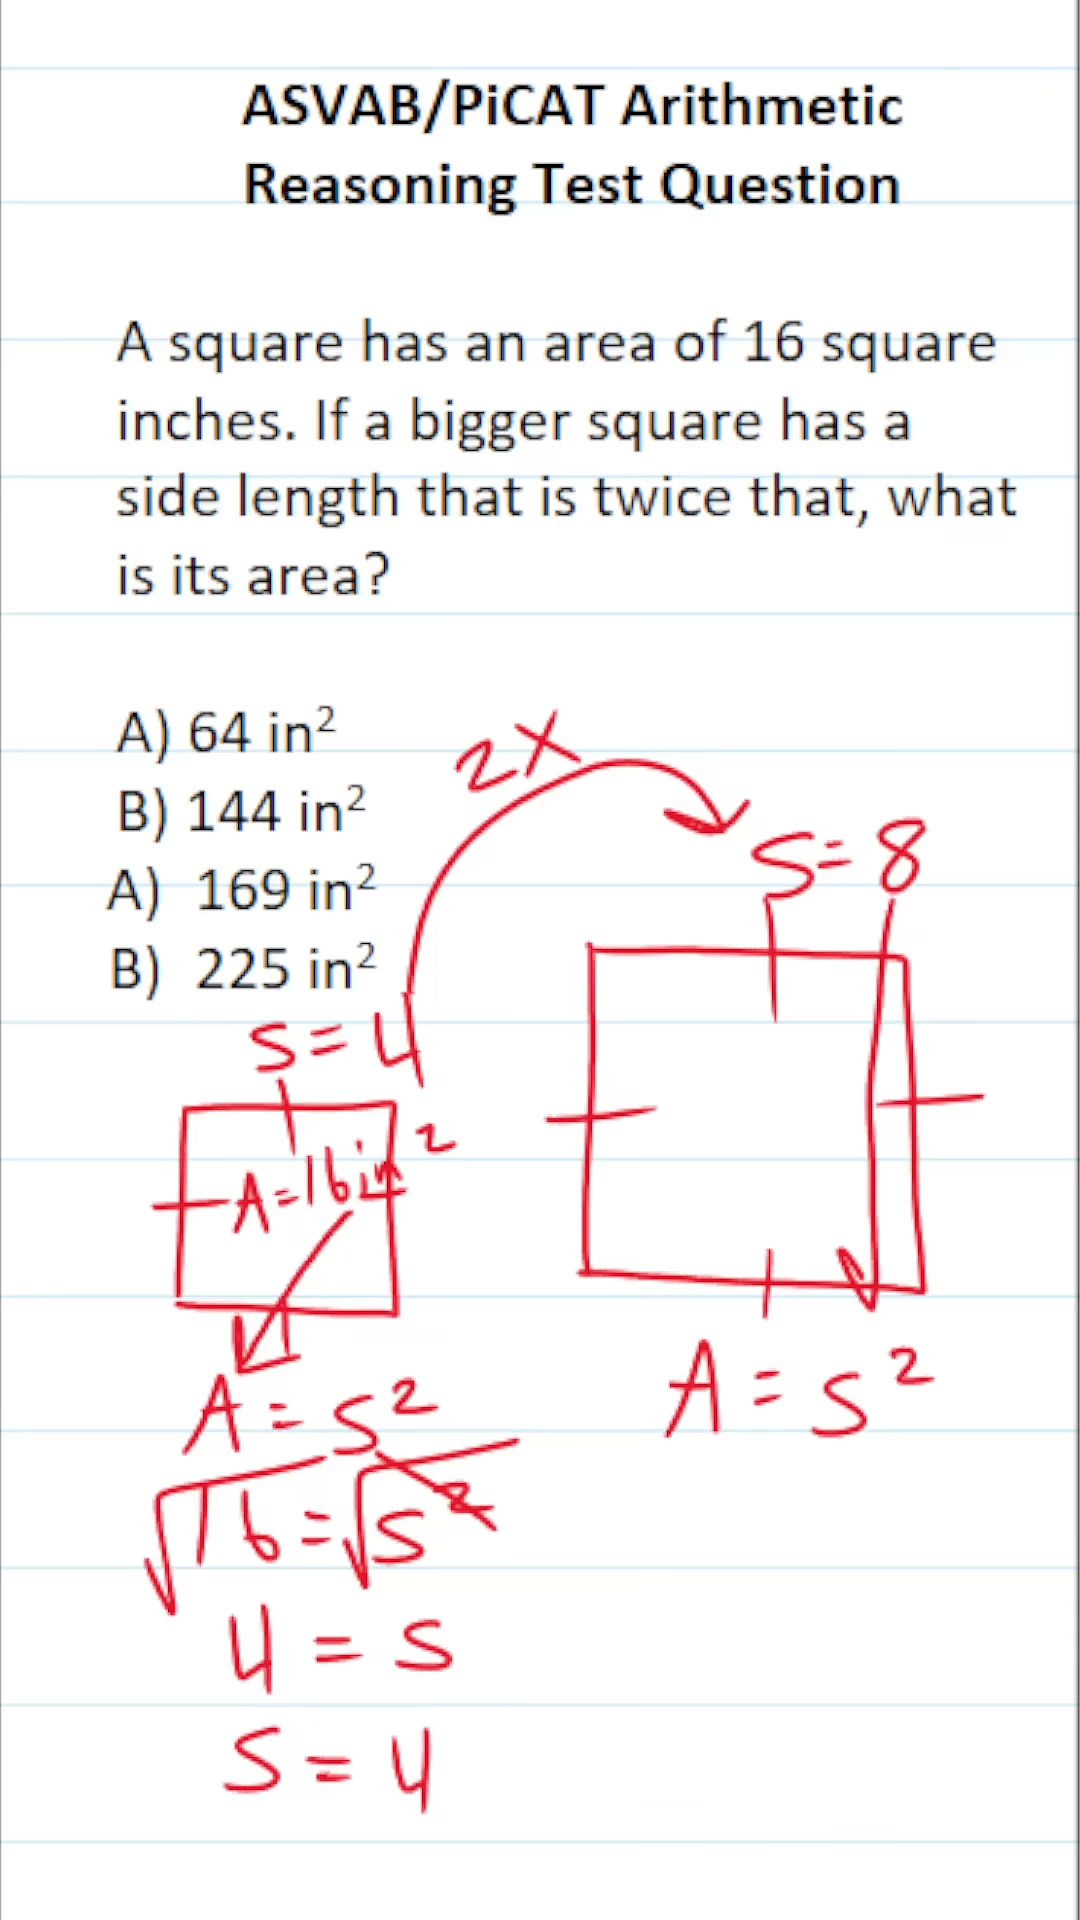 ASVAB/PiCAT Arithmetic
Reasoning Test Question
A square has an area of 16 square
inches. If a bigger square has a
side length that is twice that, what
is its area?
A) 64 in²
B) 144 in²
A) 169 in²
B) 225 in²
2x
s=8
s=4
A=16in²
A=s²
A=s²
√16=√s²
4=s
s=4